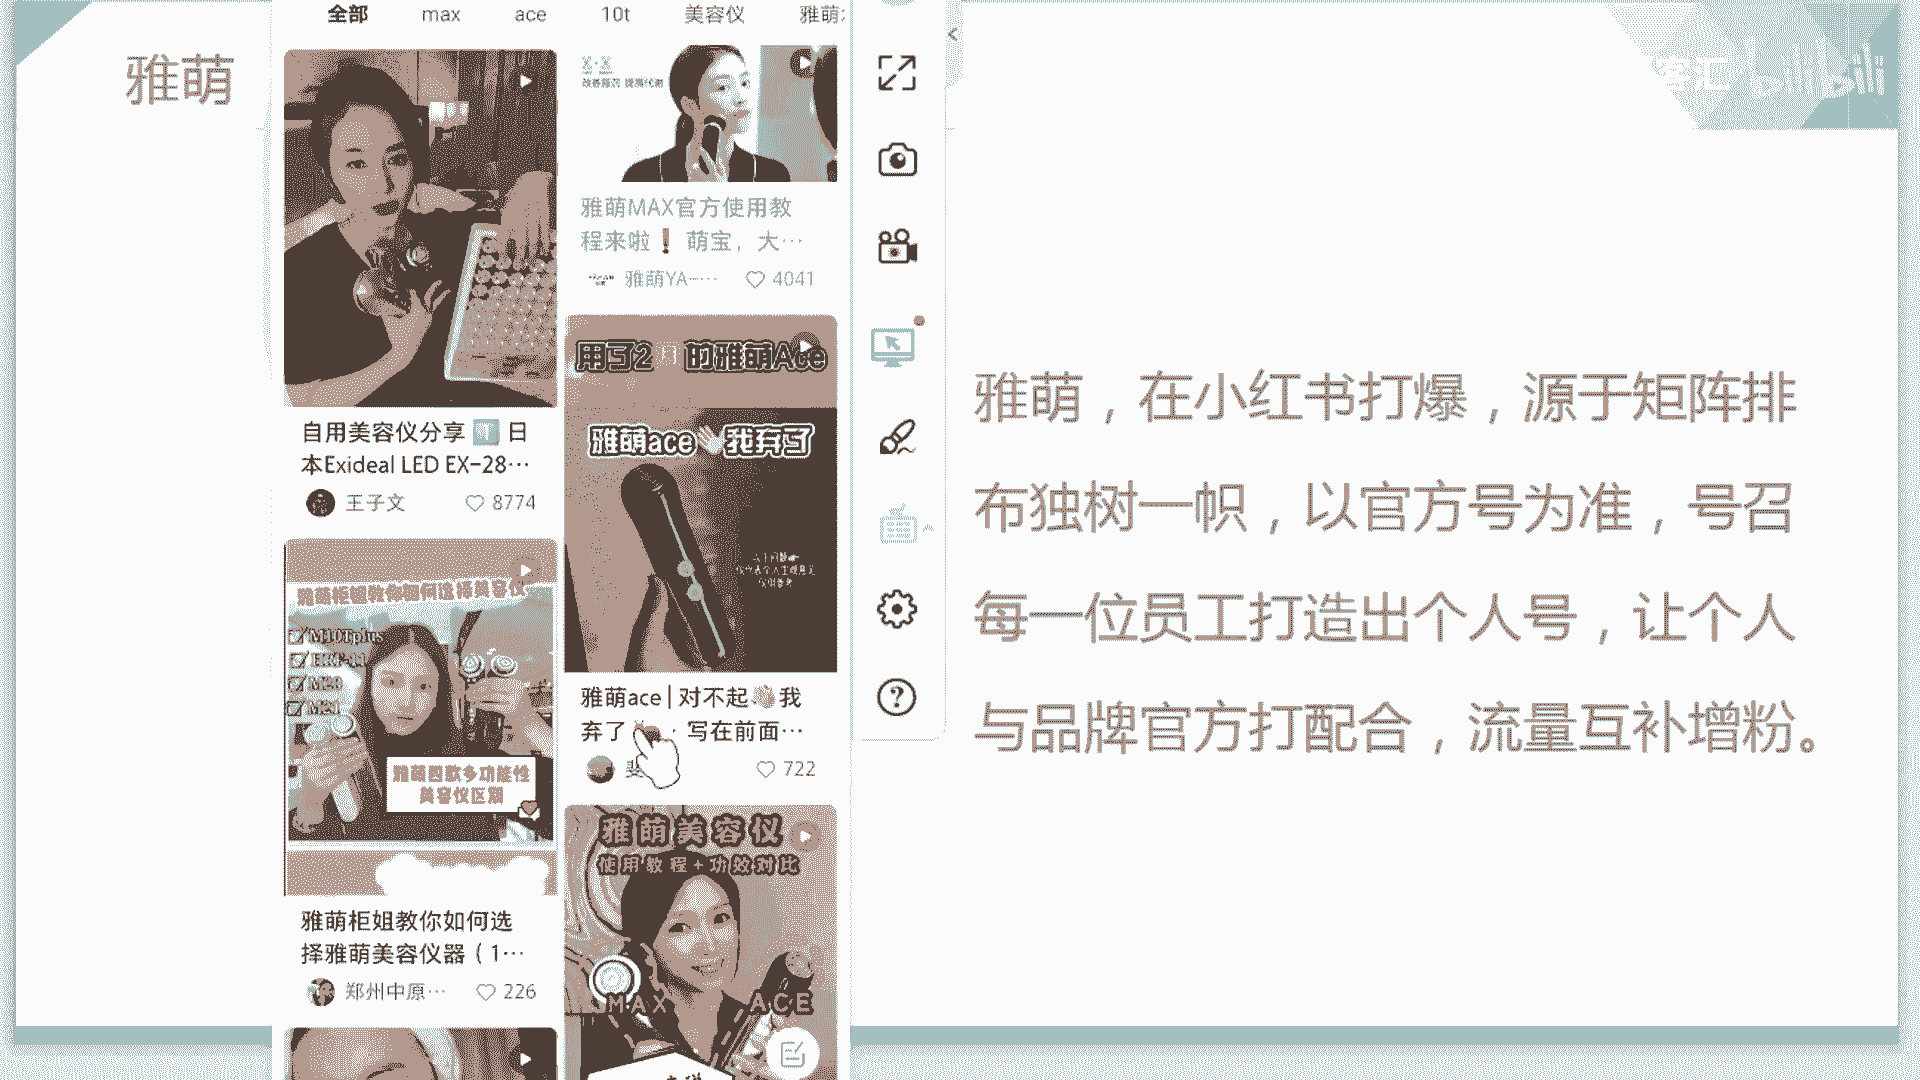 雅萌
全部 max ace 10t 美容仪 雅萌
自用美容仪分享 1 日
本Exideal LED EX-28…
王子文 8774
雅萌柜姐教你如何选择美容仪
M10Tplus
HRF-11
M20
M21
雅萌四款多功能性
美容仪区别
雅萌柜姐教你如何选
择雅萌美容仪器（1…
郑州中原… 226
雅萌MAX官方使用教
程来啦❗ 萌宝，大…
雅萌YA-… 4041
用了2月的雅萌Ace
雅萌ace👋我弃了
雅萌ace | 对不起👋我
弃了 · 写在前面…
722
雅萌美容仪
使用教程+功效对比
MAX ACE
客汇 bilibili
雅萌，在小红书打爆，源于矩阵排
布独树一帜，以官方号为准，号召
每一位员工打造出个人号，让个人
与品牌官方打配合，流量互补增粉。